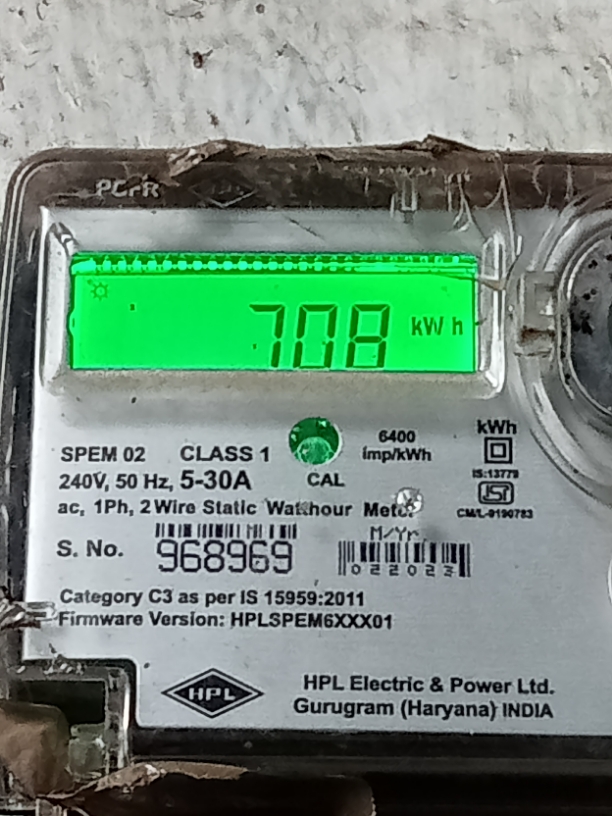 708 kW h
6400
imp/kWh
kWh
SPEM 02 CLASS 1
240V, 50 Hz, 5-30A
CAL
IS:13779
ac, 1Ph, 2 Wire Static Watthour Meter
CM/L-9190783
M/Yr.
S. No. 968969
022023
Category C3 as per IS 15959:2011
Firmware Version: HPLSPEM6XXX01
HPL
HPL Electric & Power Ltd.
Gurugram (Haryana) INDIA